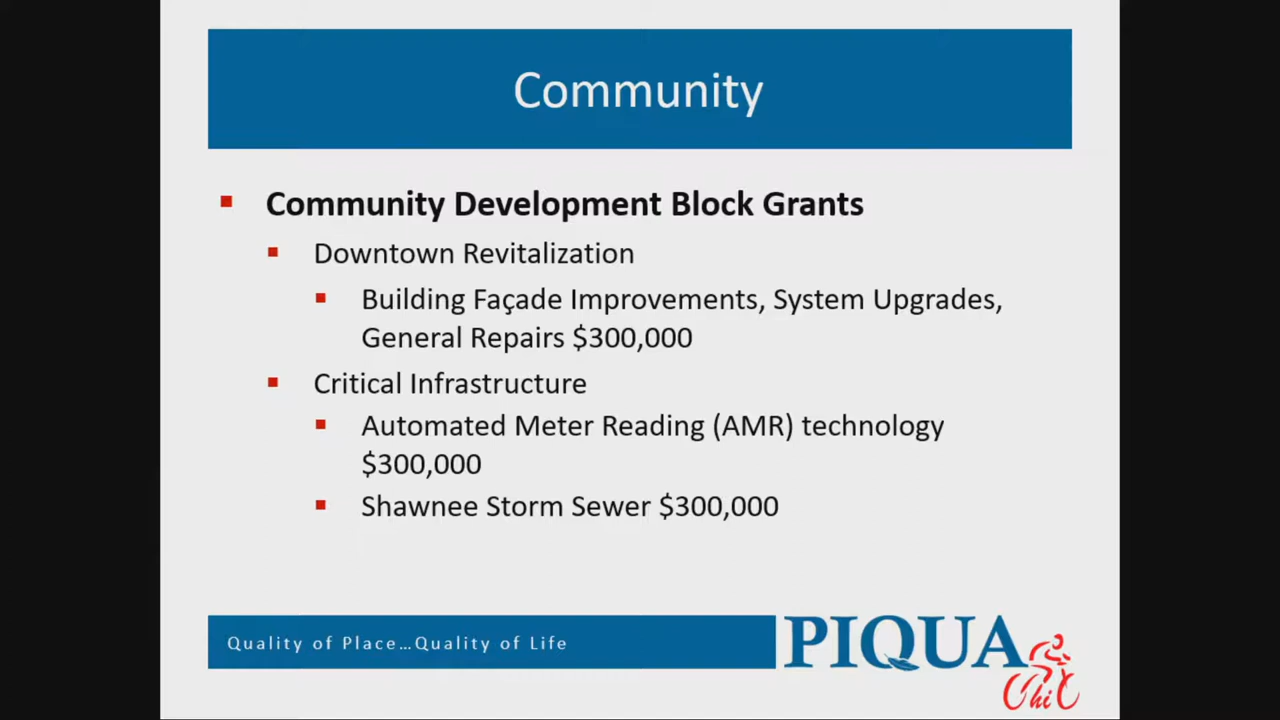 Community
Community Development Block Grants
Downtown Revitalization
Building Façade Improvements, System Upgrades,
General Repairs $300,000
Critical Infrastructure
Automated Meter Reading (AMR) technology
$300,000
Shawnee Storm Sewer $300,000
Quality of Place…Quality of Life
PIQUA
OhiO